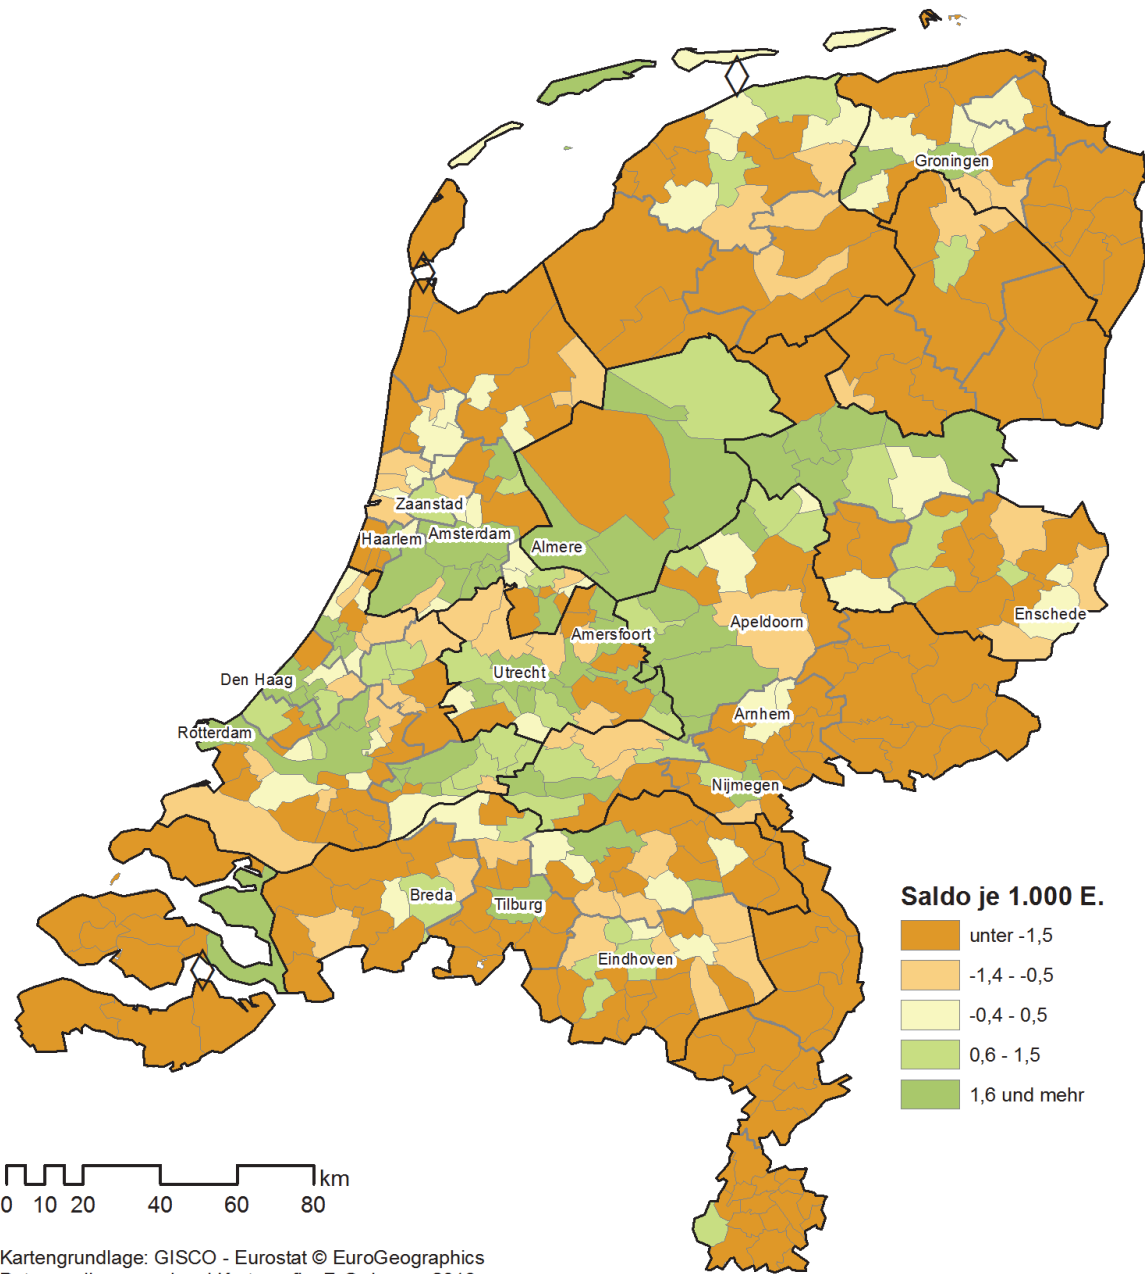 Groningen
Zaanstad
Haarlem
Amsterdam
Almere
Enschede
Apeldoorn
Amersfoort
Utrecht
Den Haag
Arnhem
Rotterdam
Nijmegen
Breda
Tilburg
Eindhoven
Saldo je 1.000 E.
unter -1,5
-1,4 - -0,5
-0,4 - 0,5
0,6 - 1,5
1,6 und mehr
km
0 10 20 40 60 80
Kartengrundlage: GISCO - Eurostat © EuroGeographics